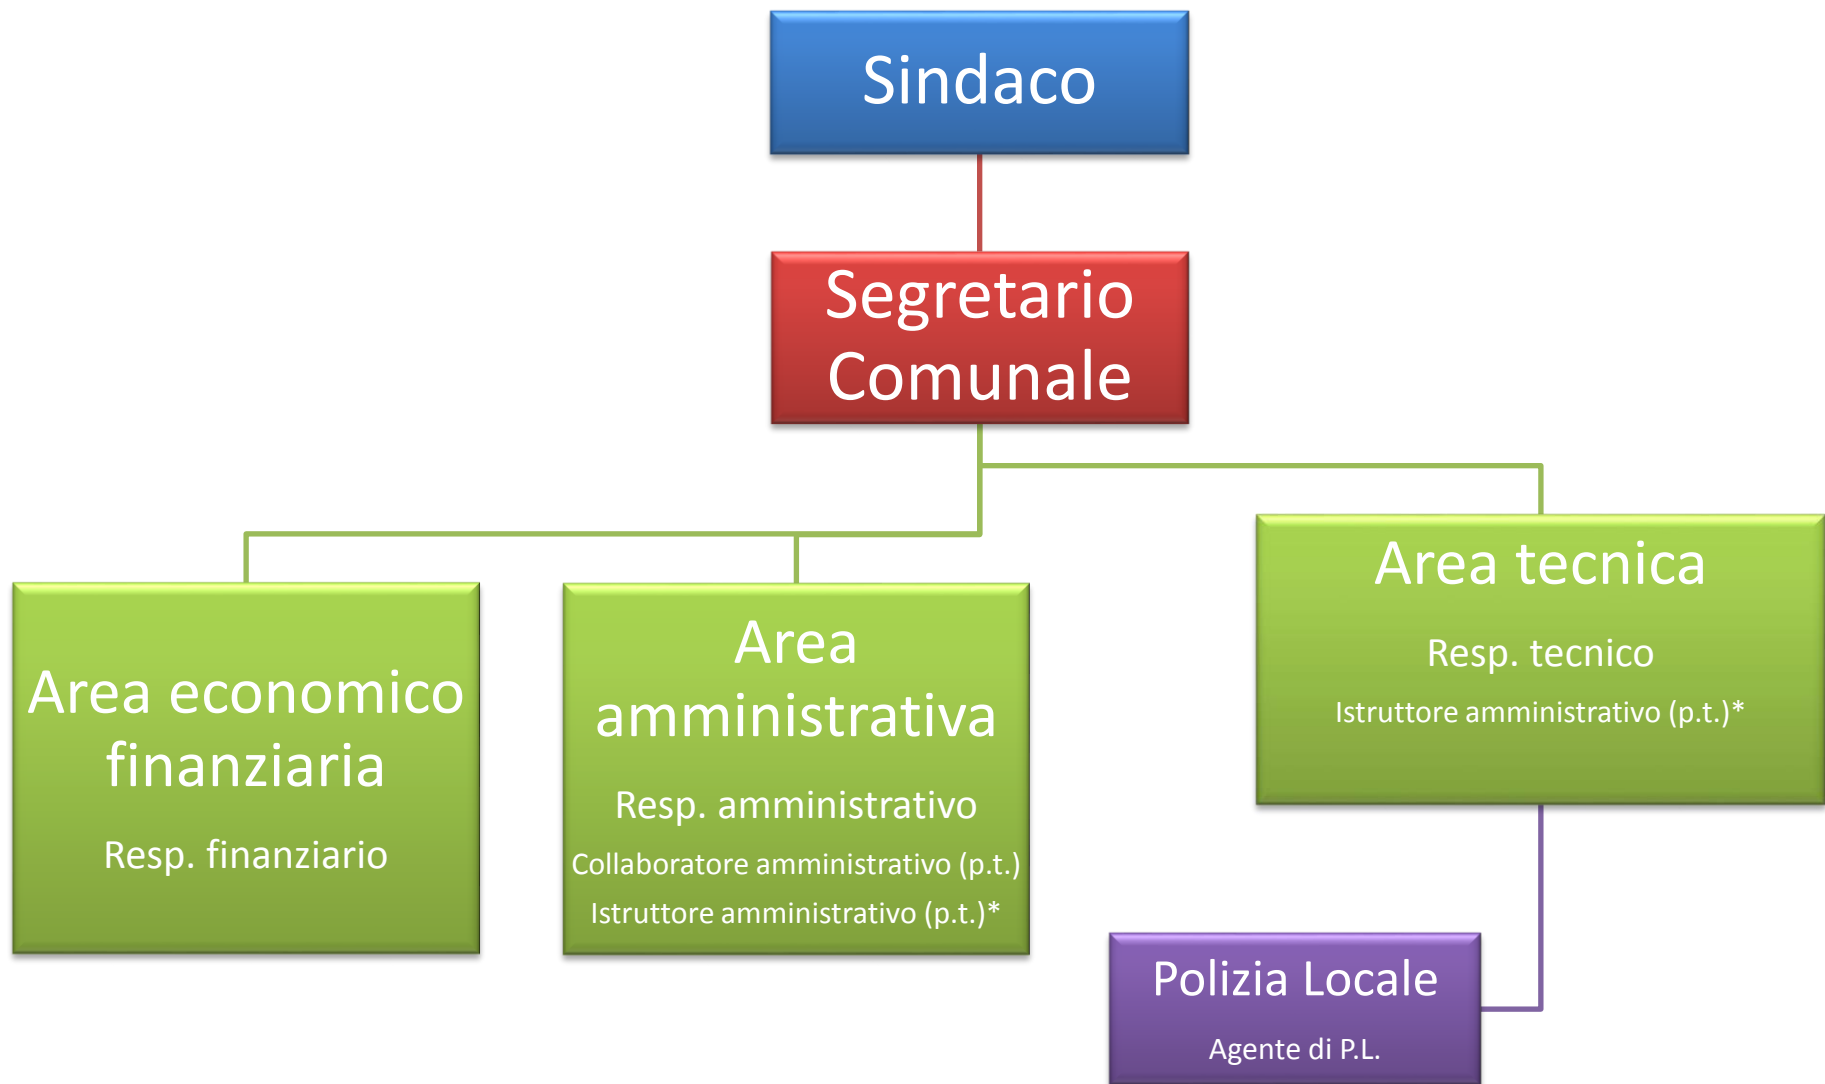 Sindaco
Segretario
Comunale
Area economico
finanziaria
Resp. finanziario
Area
amministrativa
Resp. amministrativo
Collaboratore amministrativo (p.t.)
Istruttore amministrativo (p.t.)*
Area tecnica
Resp. tecnico
Istruttore amministrativo (p.t.)*
Polizia Locale
Agente di P.L.